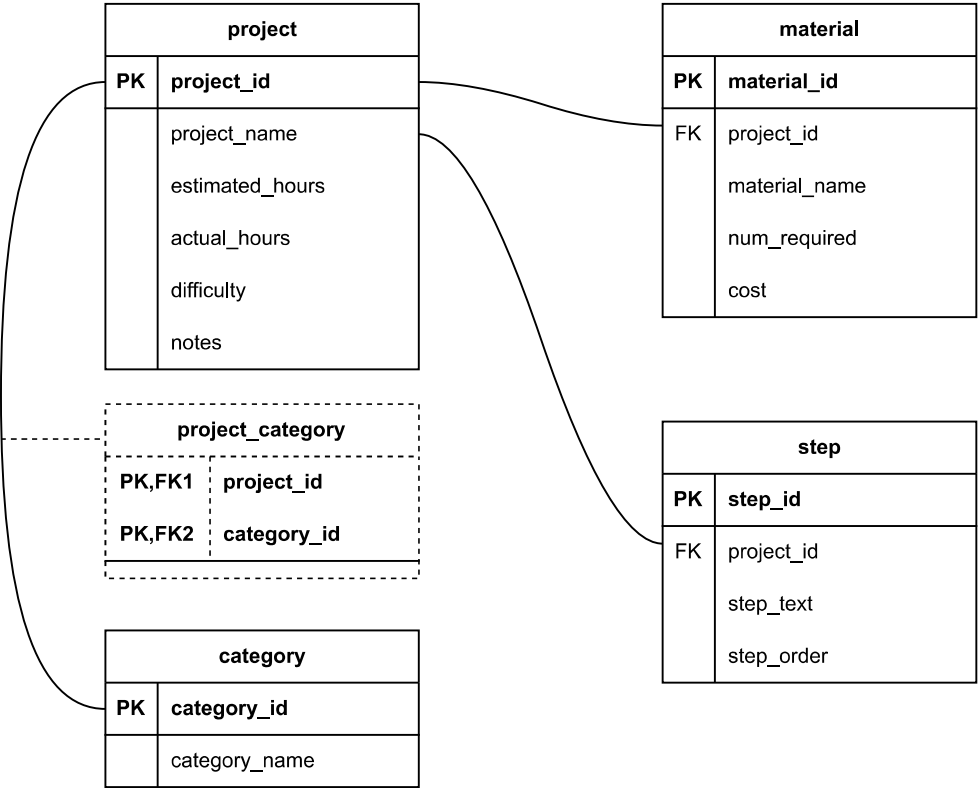 project
PK project_id
project_name
estimated_hours
actual_hours
difficulty
notes
material
PK material_id
FK project_id
material_name
num_required
cost
project_category
PK,FK1 project_id
PK,FK2 category_id
step
PK step_id
FK project_id
step_text
step_order
category
PK category_id
category_name